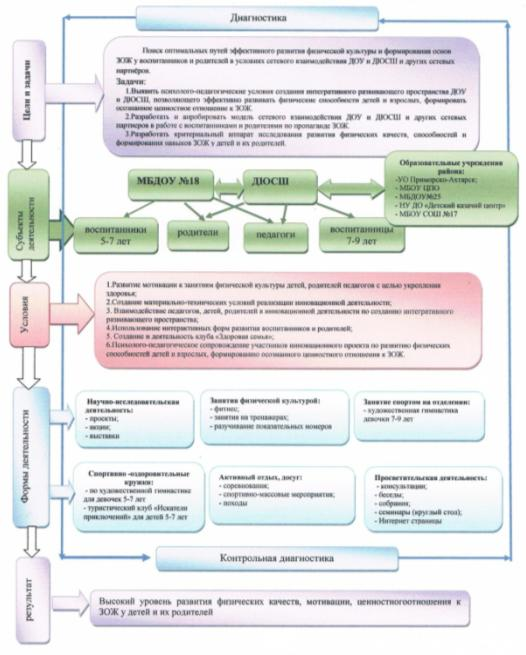 Диагностика
Цели и задачи
Поиск оптимальных путей эффективного развития физической культуры и формирования основ
ЗОЖ у воспитанников и родителей в условиях сетевого взаимодействия ДОУ и ДЮСШ и других сетевых
партнёров.
Задачи:
1.Выявить психолого-педагогические условия создания интегративного развивающего пространства ДОУ
и ДЮСШ, позволяющего эффективно развивать физические способности детей и взрослых, формировать
осознанное ценностное отношение к ЗОЖ.
2.Разработать и апробировать модель сетевого взаимодействия ДОУ и ДЮСШ и других сетевых
партнеров в работе с воспитанниками и родителями по пропаганде ЗОЖ.
3.Разработать критериальный аппарат исследования развития физический качеств, способностей и
формирования навыков ЗОЖ у детей и их родителей.
Субъекты
деятельности
МБДОУ №18
ДЮСШ
Образовательные учреждения
района:
-УО Приморско-Ахтарск;
- МБОУ ЦПО
- МБДОУ№25
- НУ ДО «Детский казачий центр»
- МБОУ СОШ №17
воспитанники
5-7 лет
родители
педагоги
воспитанницы
7-9 лет
Условия
1.Развитие мотивации к занятиям физической культуры детей, родителей педагогов с целью укрепления
здоровья;
2.Создание материально-технических условий реализации инновационной деятельности;
3. Взаимодействие педагогов, детей, родителей в инновационной деятельности по созданию интегративного
развивающего пространства;
4.Использование интерактивных форм развития воспитанников и родителей;
5. Создание и деятельность клуба «Здоровая семья»;
6.Психолого-педагогическое сопровождение участников инновационного проекта по развитию физических
способностей детей и взрослых, формированию осознанного ценностного отношения к ЗОЖ.
Формы деятельности
Научно-исследовательская
деятельность:
- проекты;
- акции;
- выставки
Занятия физической культурой:
- фитнес;
- занятия на тренажерах;
- разучивание показательных номеров
Занятие спортом на отделении:
- художественная гимнастика
девочки 7-9 лет
Спортивно -оздоровительные
кружки:
- по художественной гимнастике
для девочек 5-7 лет
- туристический клуб «Искатели
приключений» для детей 5-7 лет
Активный отдых, досуг:
- соревнования;
- спортивно-массовые мероприятия;
- походы
Просветительская деятельность:
- консультации;
- беседы;
- собрания;
- семинары (круглый стол);
- Интернет страницы
Контрольная диагностика
результат
Высокий уровень развития физических качеств, мотивации, ценностногоотношения к
ЗОЖ у детей и их родителей